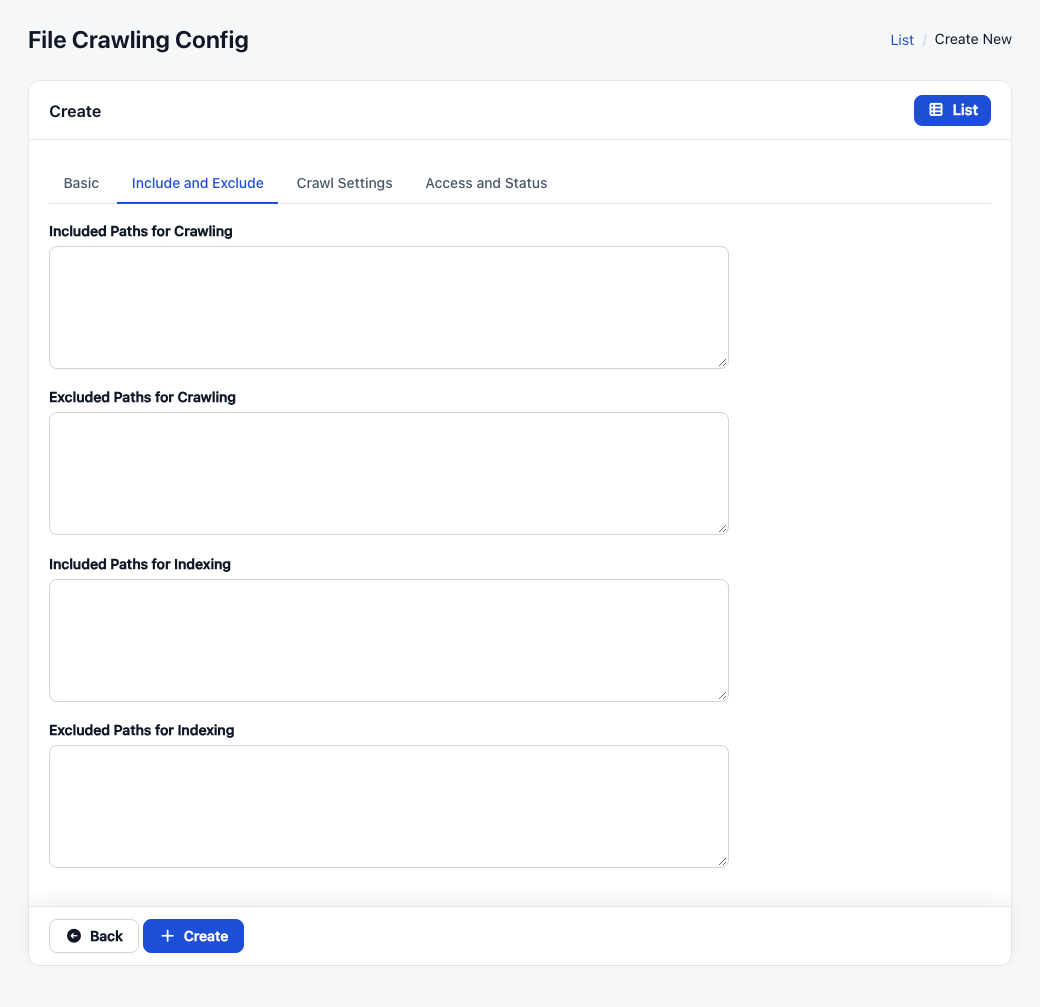 File Crawling Config
List / Create New
Create
List
Basic Include and Exclude Crawl Settings Access and Status
Included Paths for Crawling
Excluded Paths for Crawling
Included Paths for Indexing
Excluded Paths for Indexing
Back Create